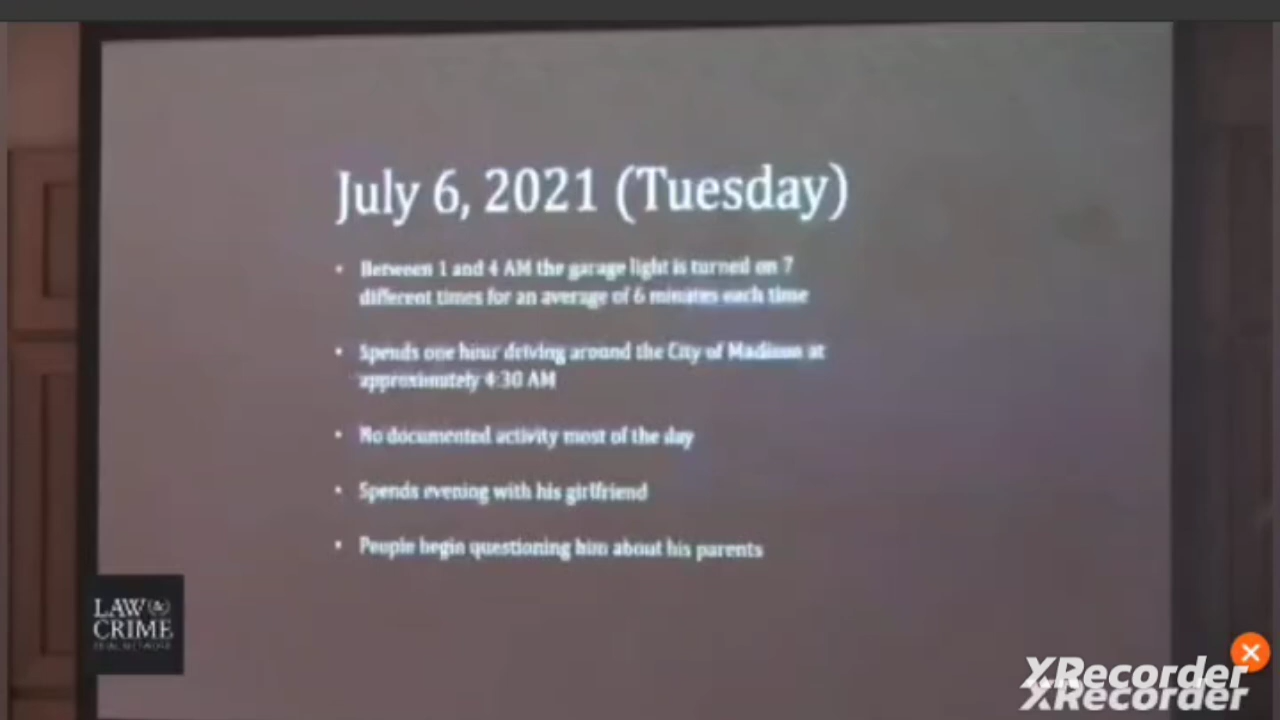 July 6, 2021 (Tuesday)
• Between 1 and 4 AM the garage light is turned on 7
different times for an average of 6 minutes each time
• Spends one hour driving around the City of Madison at
approximately 4:30 AM
• No documented activity most of the day
• Spends evening with his girlfriend
• People begin questioning him about his parents
LAW & CRIME
TRIAL NETWORK
XRecorder
XRecorder